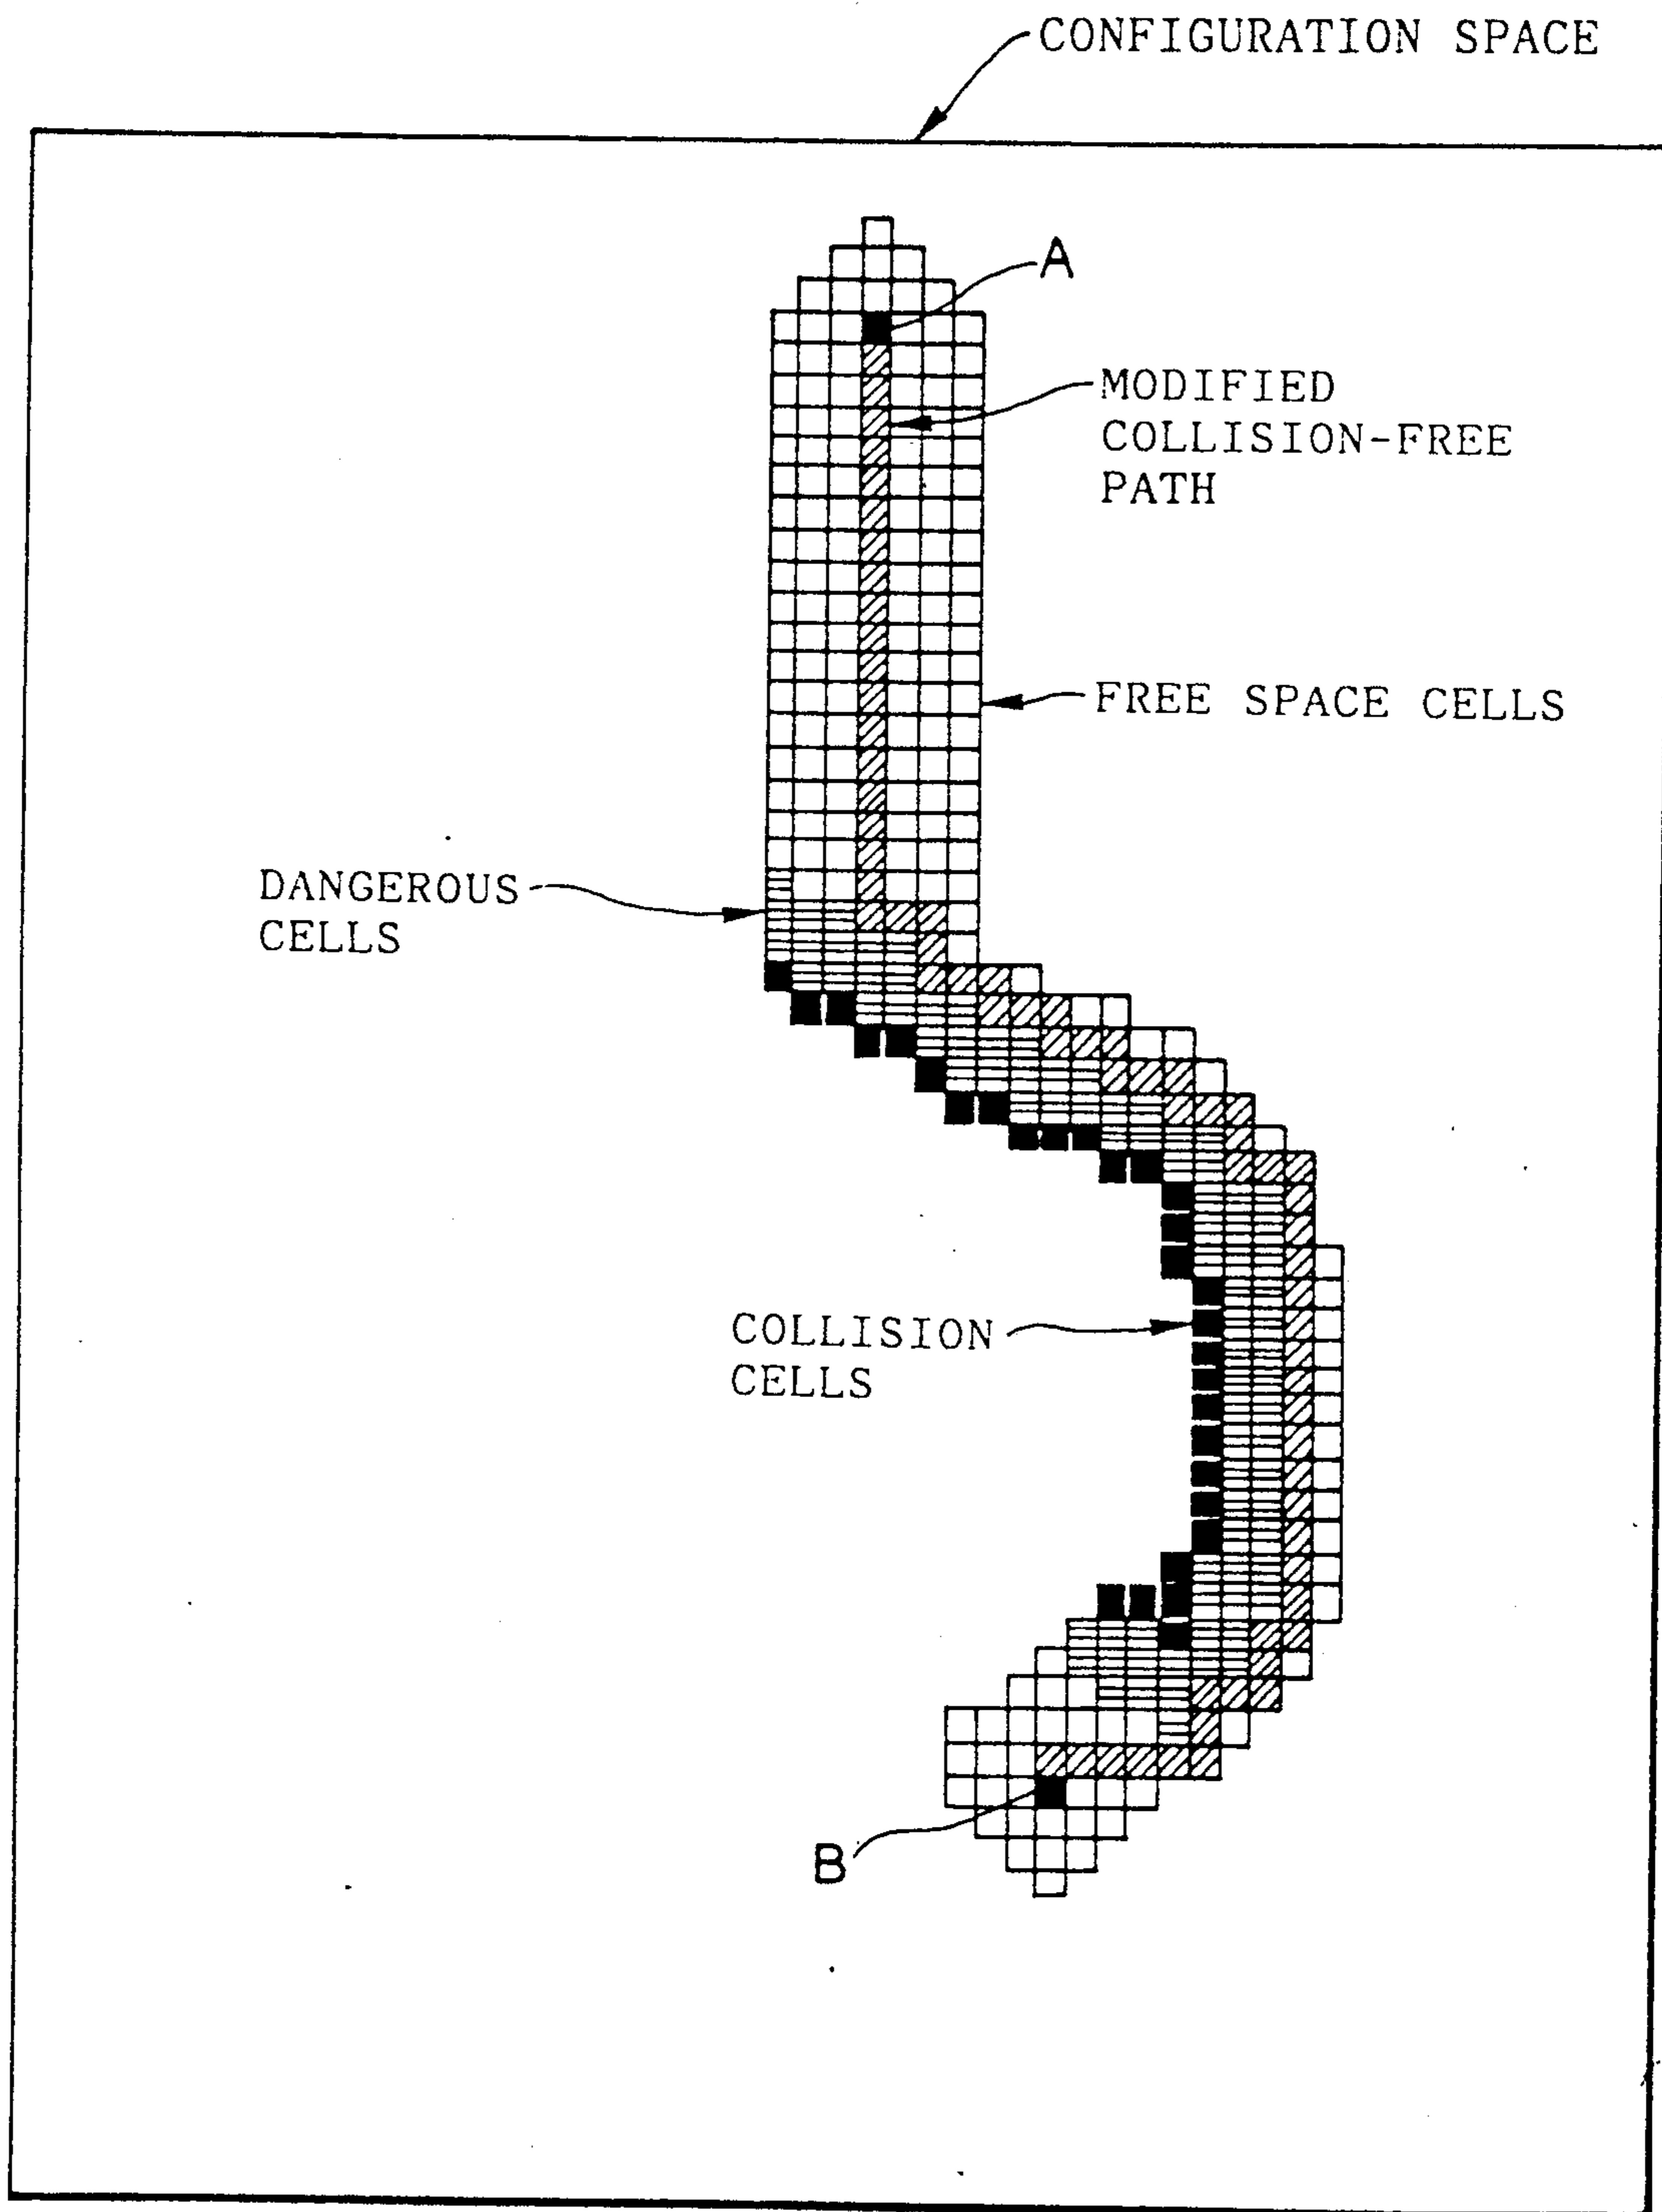 CONFIGURATION SPACE
A
MODIFIED
COLLISION-FREE
PATH
FREE SPACE CELLS
DANGEROUS
CELLS
COLLISION
CELLS
B